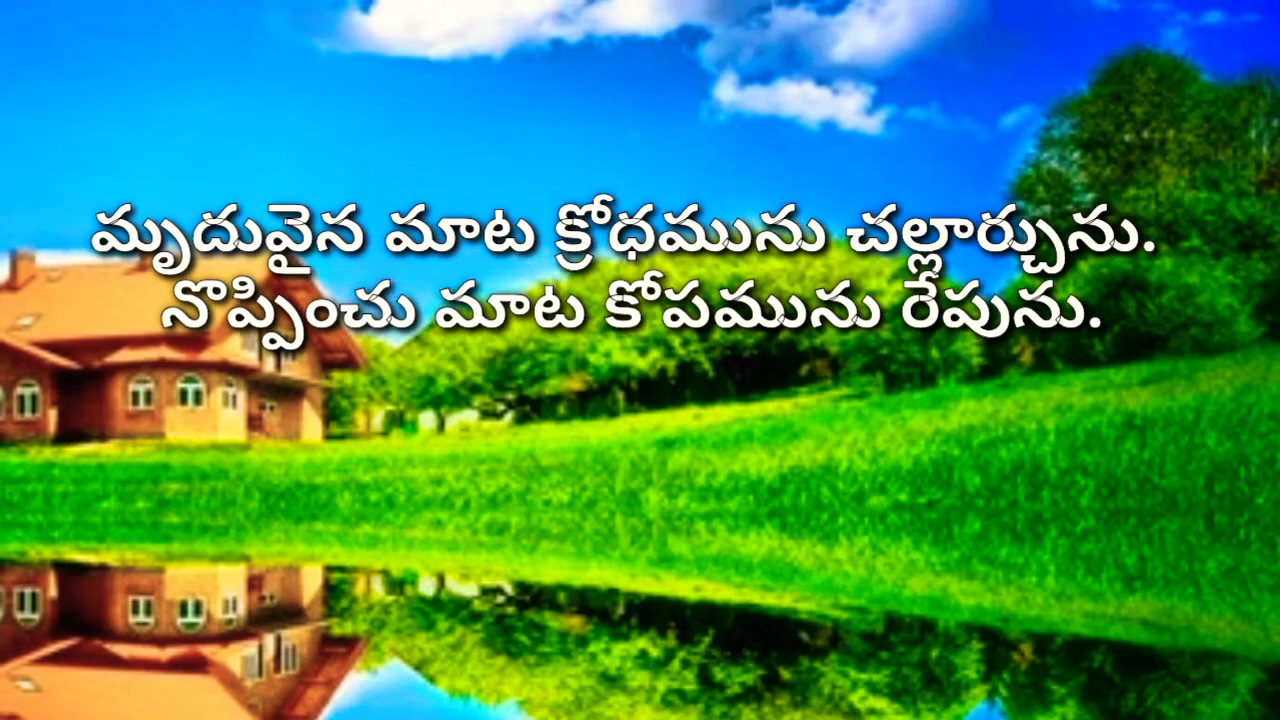 మృదువైన మాట క్రోధమును చల్లార్చును.
నొప్పించు మాట కోపమును రేపును.